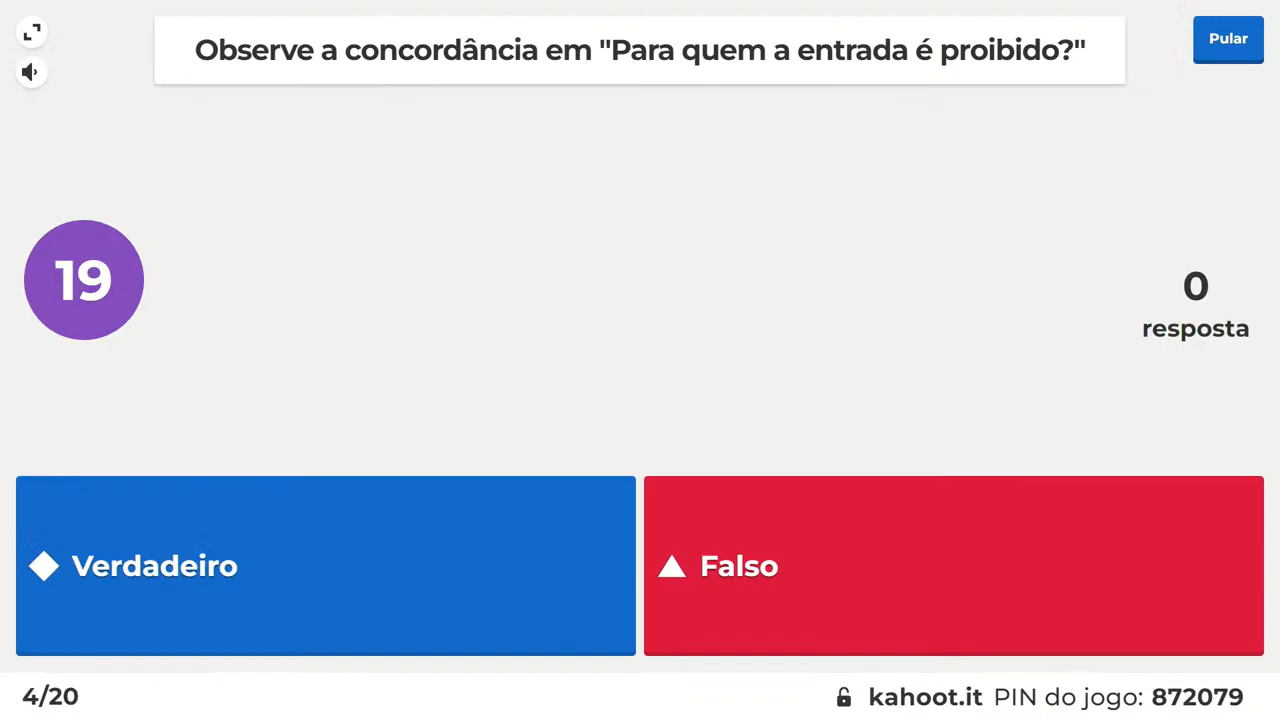 Observe a concordância em "Para quem a entrada é proibido?"
Pular
19
0
resposta
Verdadeiro
Falso
4/20
kahoot.it PIN do jogo: 872079